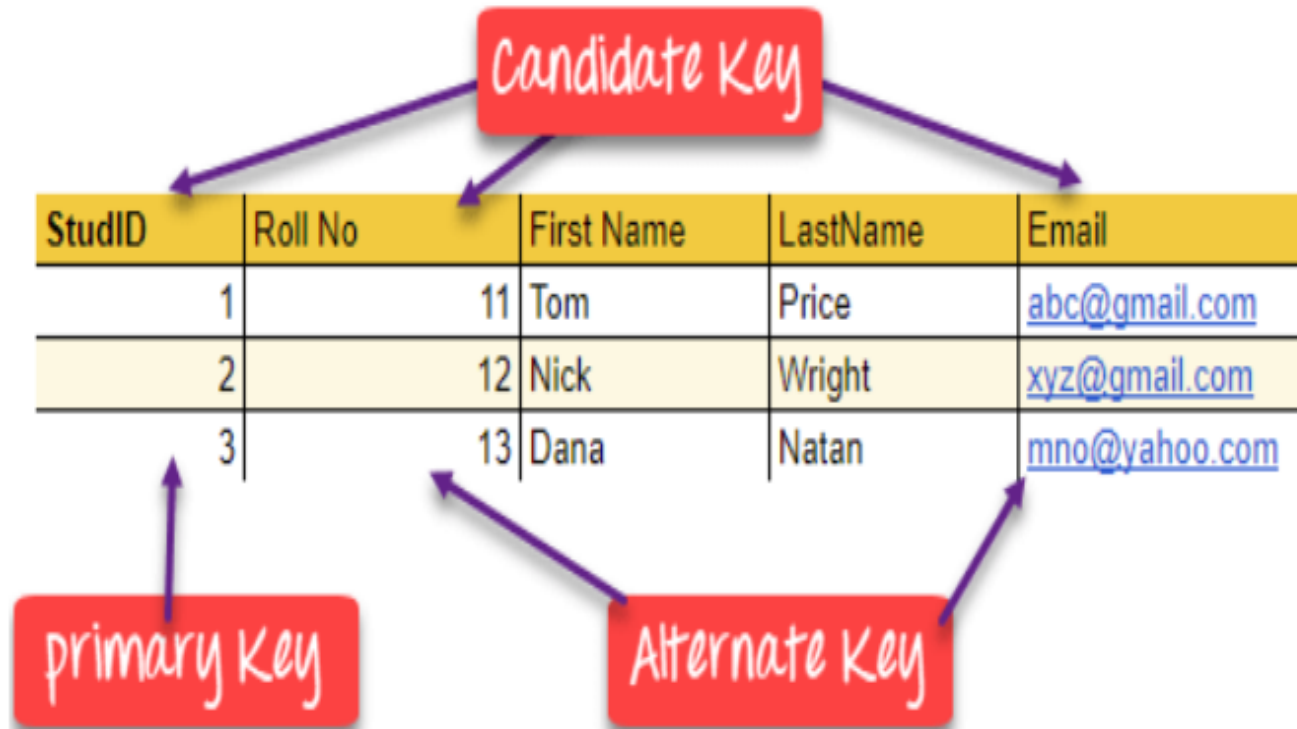 Candidate Key
StudID Roll No First Name LastName Email
1 11 Tom Price abc@gmail.com
2 12 Nick Wright xyz@gmail.com
3 13 Dana Natan mno@yahoo.com
primary Key Alternate Key